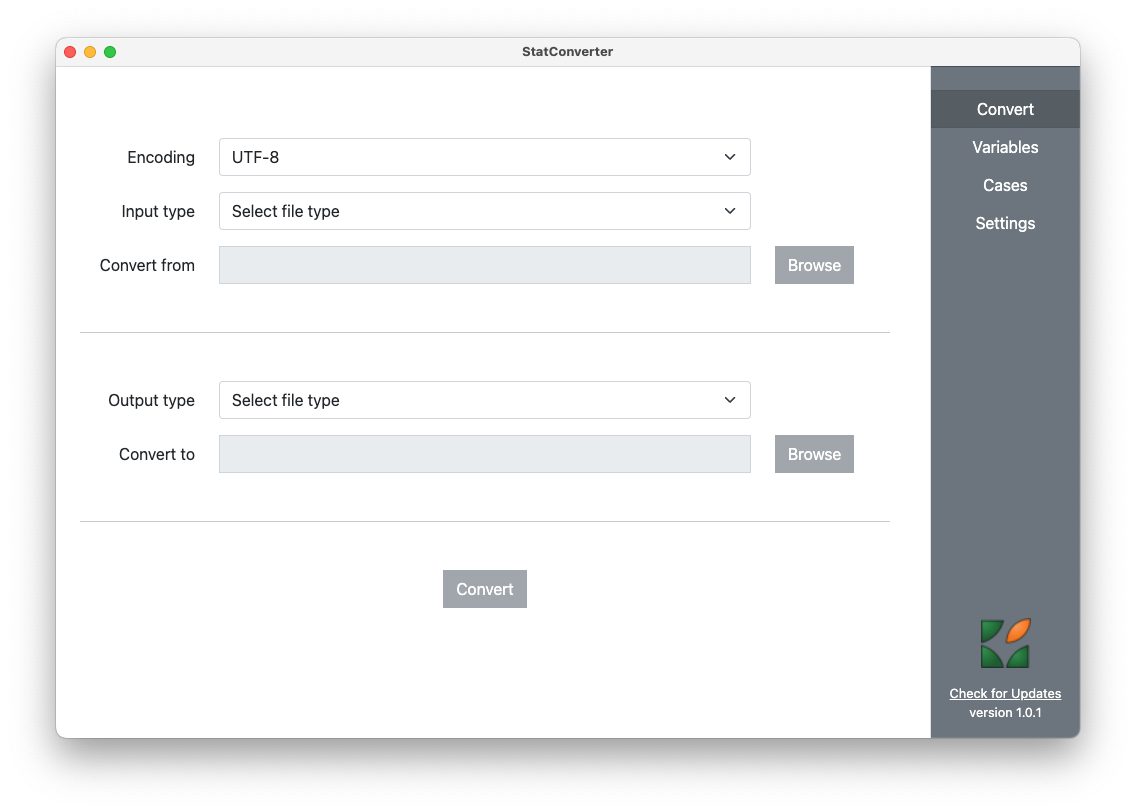 StatConverter
Encoding
UTF-8
Input type
Select file type
Convert from
Browse
Output type
Select file type
Convert to
Browse
Convert
Convert
Variables
Cases
Settings
Check for Updates
version 1.0.1